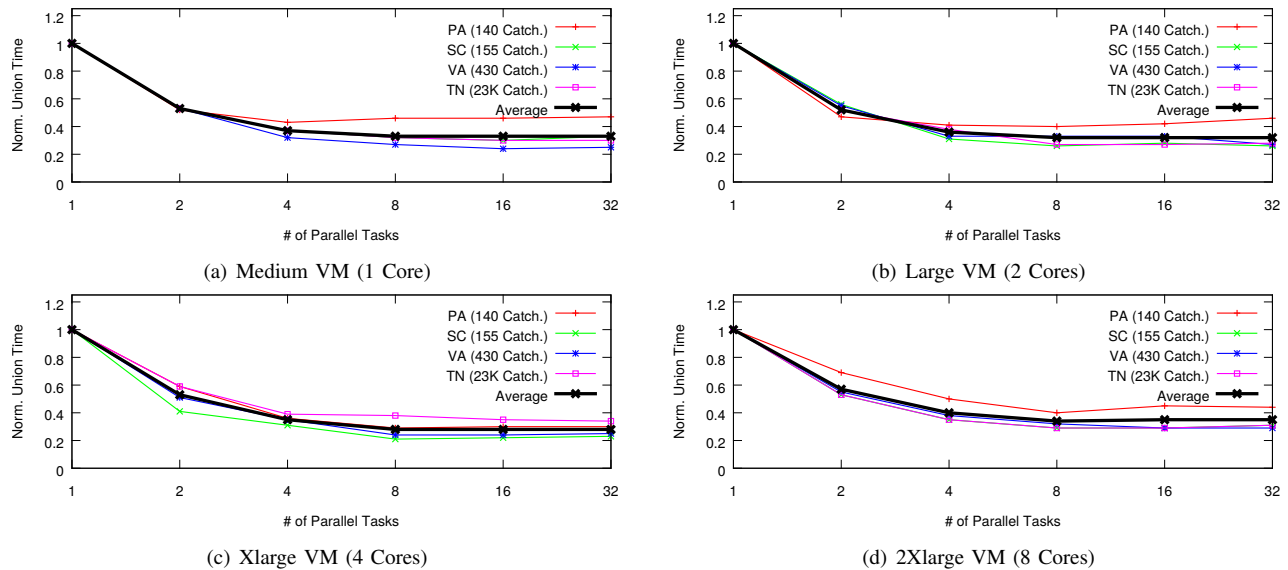 1.2
1
0.8
0.6
0.4
0.2
0
Norm. Union Time
PA (140 Catch.)
SC (155 Catch.)
VA (430 Catch.)
TN (23K Catch.)
Average
1 2 4 8 16 32
# of Parallel Tasks
(a) Medium VM (1 Core)
1.2
1
0.8
0.6
0.4
0.2
0
Norm. Union Time
PA (140 Catch.)
SC (155 Catch.)
VA (430 Catch.)
TN (23K Catch.)
Average
1 2 4 8 16 32
# of Parallel Tasks
(b) Large VM (2 Cores)
1.2
1
0.8
0.6
0.4
0.2
0
Norm. Union Time
PA (140 Catch.)
SC (155 Catch.)
VA (430 Catch.)
TN (23K Catch.)
Average
1 2 4 8 16 32
# of Parallel Tasks
(c) Xlarge VM (4 Cores)
1.2
1
0.8
0.6
0.4
0.2
0
Norm. Union Time
PA (140 Catch.)
SC (155 Catch.)
VA (430 Catch.)
TN (23K Catch.)
Average
1 2 4 8 16 32
# of Parallel Tasks
(d) 2Xlarge VM (8 Cores)